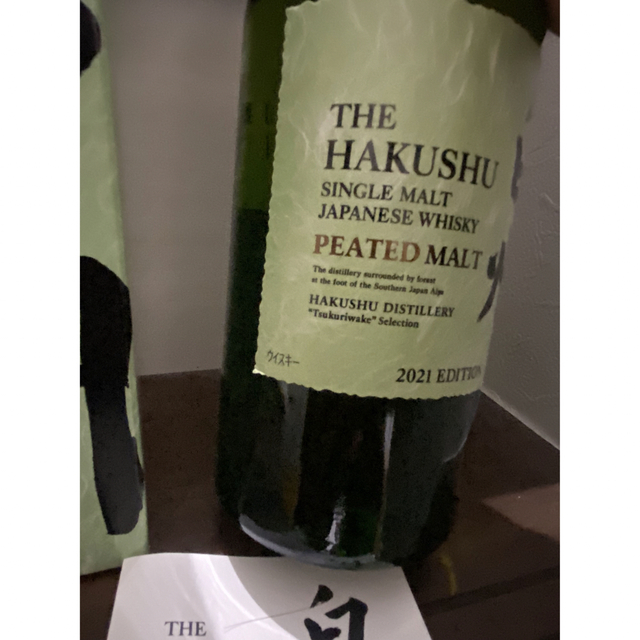 THE
HAKUSHU
SINGLE MALT
JAPANESE WHISKY
PEATED MALT
The distillery surrounded by forest
at the foot of the Southern Japan Alps
HAKUSHU DISTILLERY
"Tsukuriwake" Selection
ウイスキー
2021 EDITION
THE
白